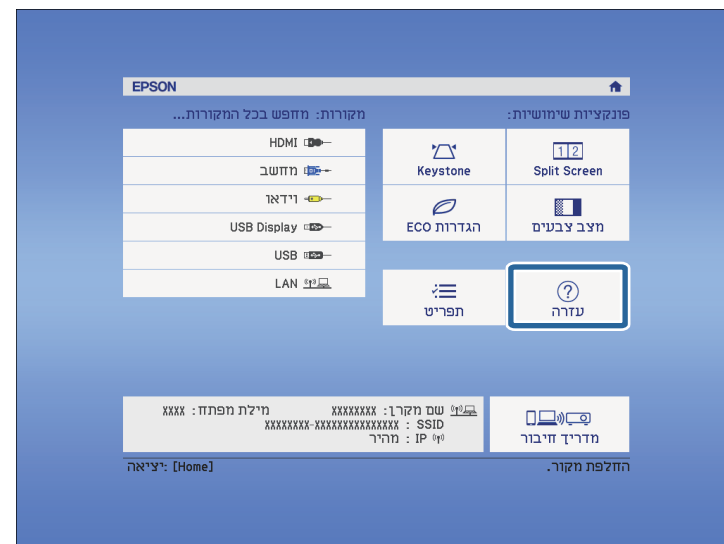 EPSON
פונקציות שימושיות:
מקורות: מחפש בכל המקורות...
Split Screen
Keystone
מצב צבעים
הגדרות ECO
עזרה
תפריט
HDMI
מחשב
וידאו
USB Display
USB
LAN
מדריך חיבור
שם מקרן: XXXXXXXX מילת מפתח: XXXX
SSID : XXXXXXXX-XXXXXXXXXXXXX
IP : מהיר
החלפת מקור.
[Home] :יציאה